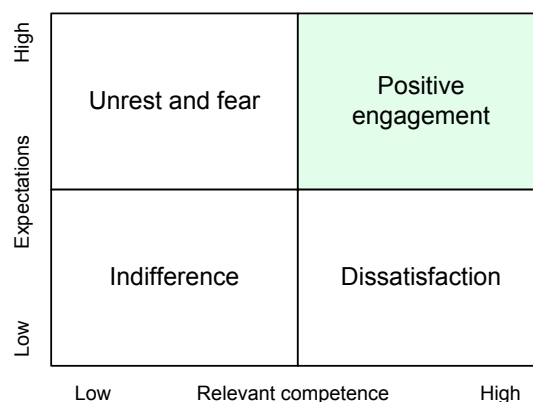 High
Expectations
Low
Unrest and fear
Positive
engagement
Indifference
Dissatisfaction
Low
Relevant competence
High